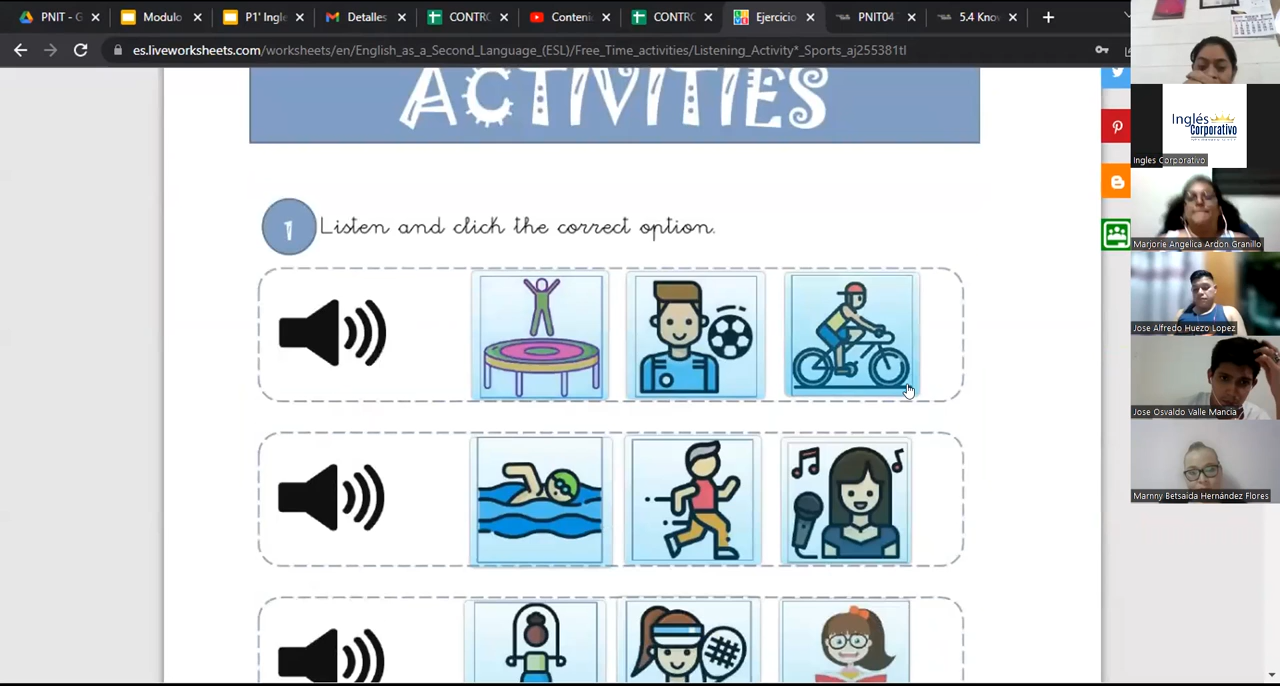 PNIT - G
Modulo
P1' Ingle
Detalles
CONTRO
Conteni
CONTRC
Ejercicio
PNIT04
5.4 Knov
es.liveworksheets.com/worksheets/en/English_as_a_Second_Language_(ESL)/Free_Time_activities/Listening_Activity*_Sports_aj255381tl
ACTIVITIES
1 Listen and click the correct option.
Inglés
Corporativo
Ingles Corporativo
Marjorie Angelica Ardon Granillo
Jose Alfredo Huezo Lopez
Jose Osvaldo Valle Mancia
Marnny Betsaida Hernández Flores